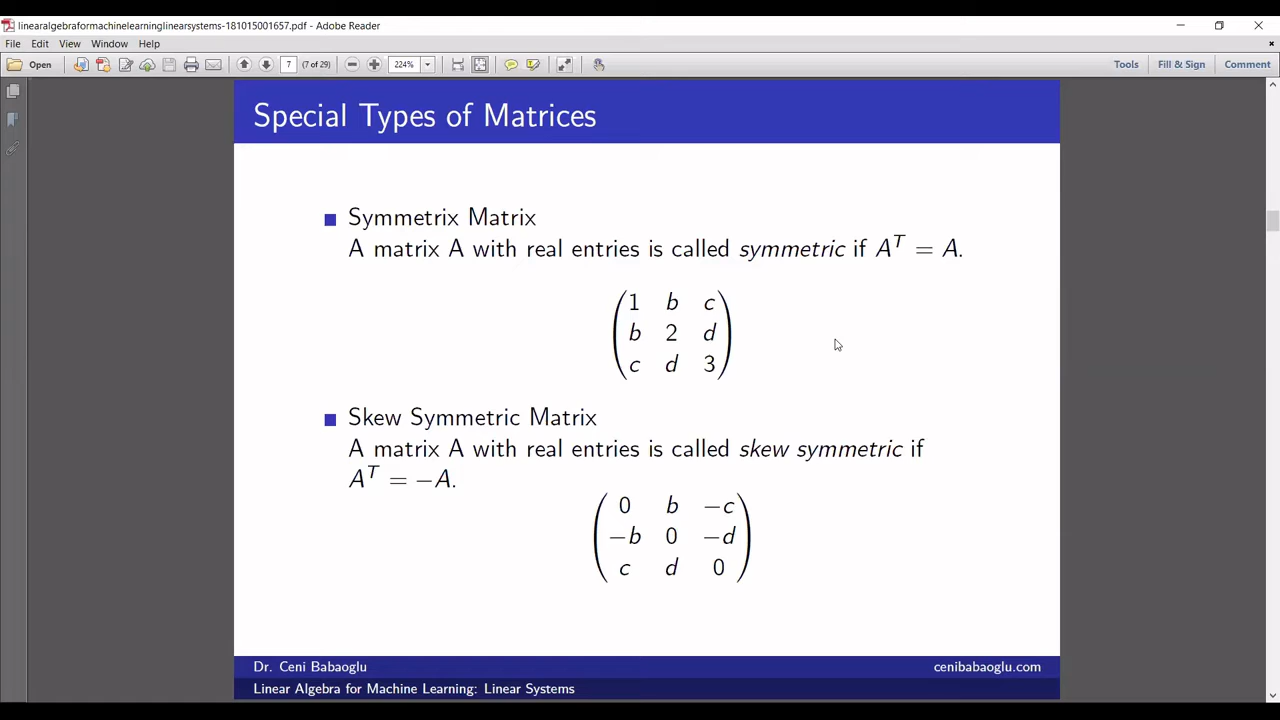 linearalgebraformachinelearninglinearsystems-181015001657.pdf - Adobe Reader
File Edit View Window Help
Open 7 (7 of 29) 224% Tools Fill & Sign Comment
Special Types of Matrices
Symmetrix Matrix
A matrix A with real entries is called symmetric if Aᵀ = A.
1 b c
b 2 d
c d 3
Skew Symmetric Matrix
A matrix A with real entries is called skew symmetric if
Aᵀ = −A.
0 b −c
−b 0 −d
c d 0
Dr. Ceni Babaoglu cenibabaoglu.com
Linear Algebra for Machine Learning: Linear Systems